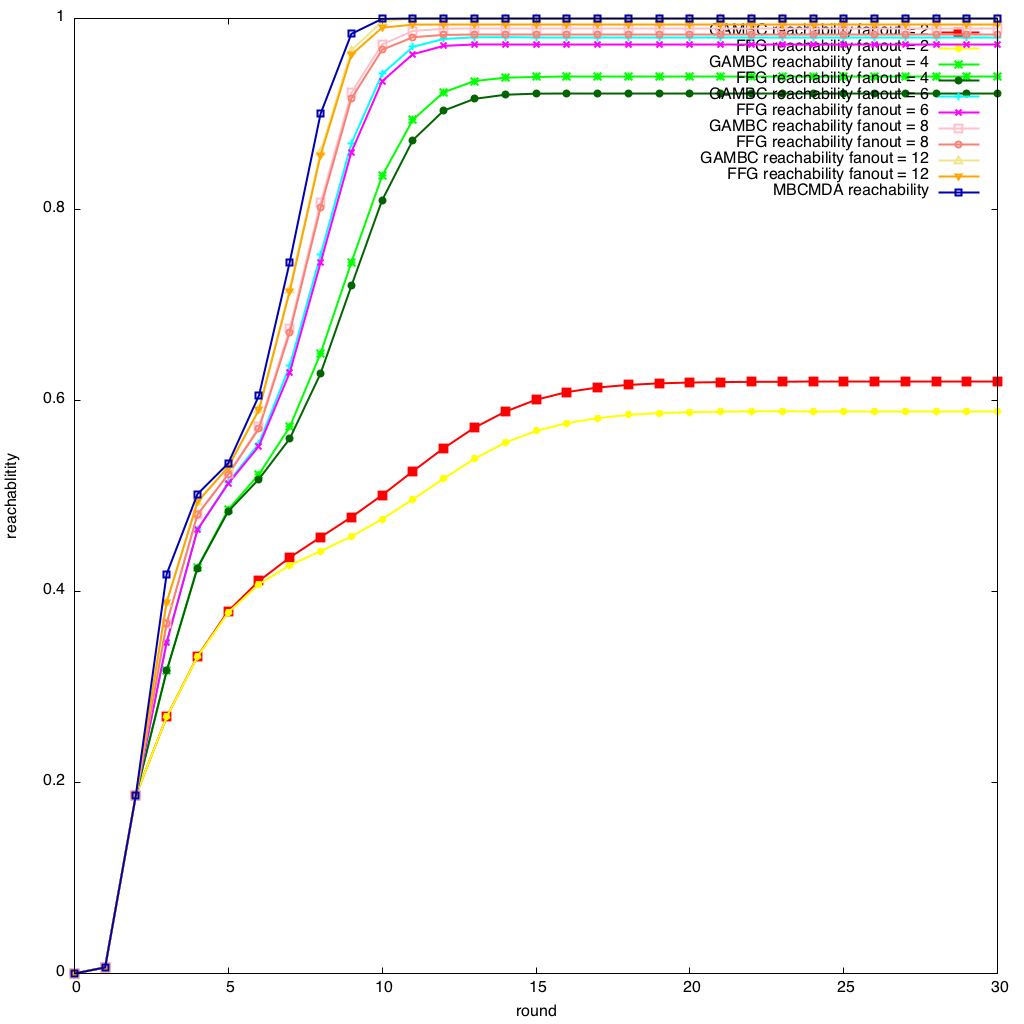 1
0.8
0.6
0.4
0.2
0
0 5 10 15 20 25 30
reachablitity
round
GAMBC reachability fanout = 2
FFG reachability fanout = 2
GAMBC reachability fanout = 4
FFG reachability fanout = 4
GAMBC reachability fanout = 6
FFG reachability fanout = 6
GAMBC reachability fanout = 8
FFG reachability fanout = 8
GAMBC reachability fanout = 12
FFG reachability fanout = 12
MBCMDA reachability